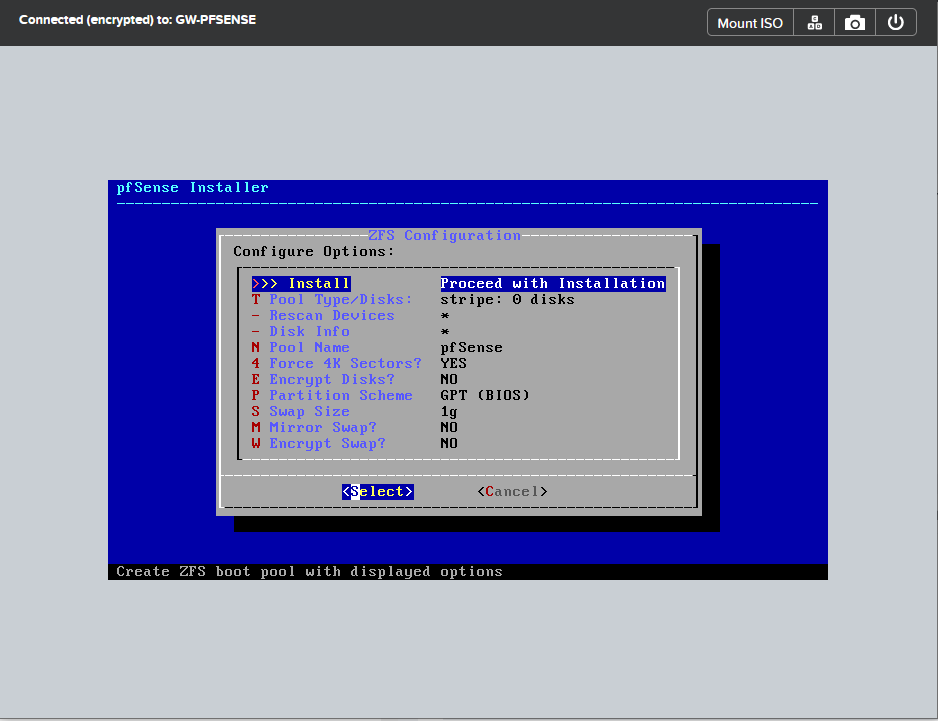 Connected (encrypted) to: GW-PFSENSE
Mount ISO
pfSense Installer
ZFS Configuration
Configure Options:
>>> Install Proceed with Installation
T Pool Type/Disks: stripe: 0 disks
- Rescan Devices *
- Disk Info *
N Pool Name pfSense
4 Force 4K Sectors? YES
E Encrypt Disks? NO
P Partition Scheme GPT (BIOS)
S Swap Size 1g
M Mirror Swap? NO
W Encrypt Swap? NO
<Select> <Cancel>
Create ZFS boot pool with displayed options